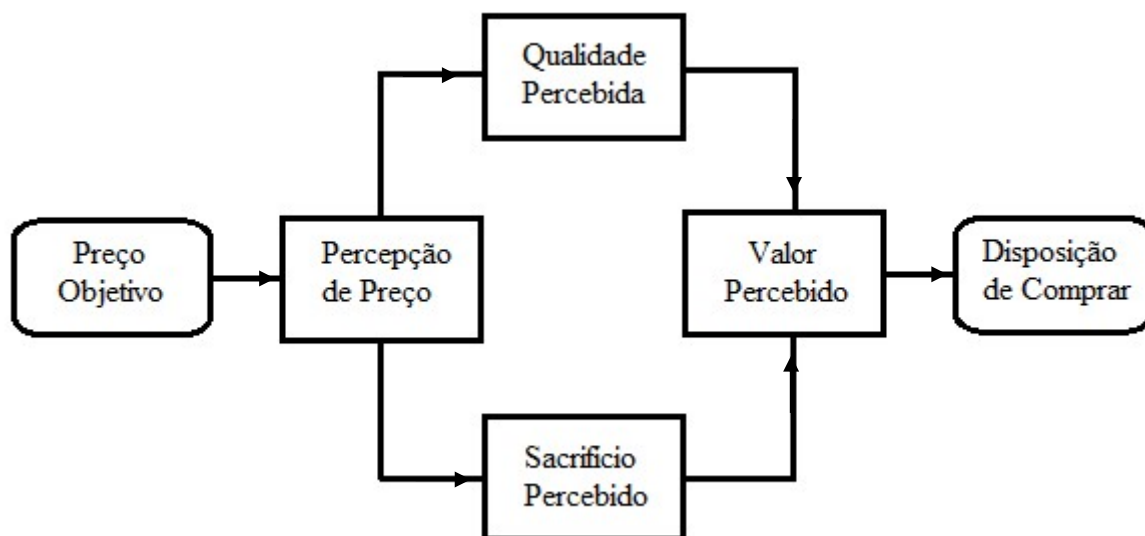 Qualidade
Percebida
Preço
Objetivo
Percepção
de Preço
Valor
Percebido
Disposição
de Comprar
Sacrifício
Percebido